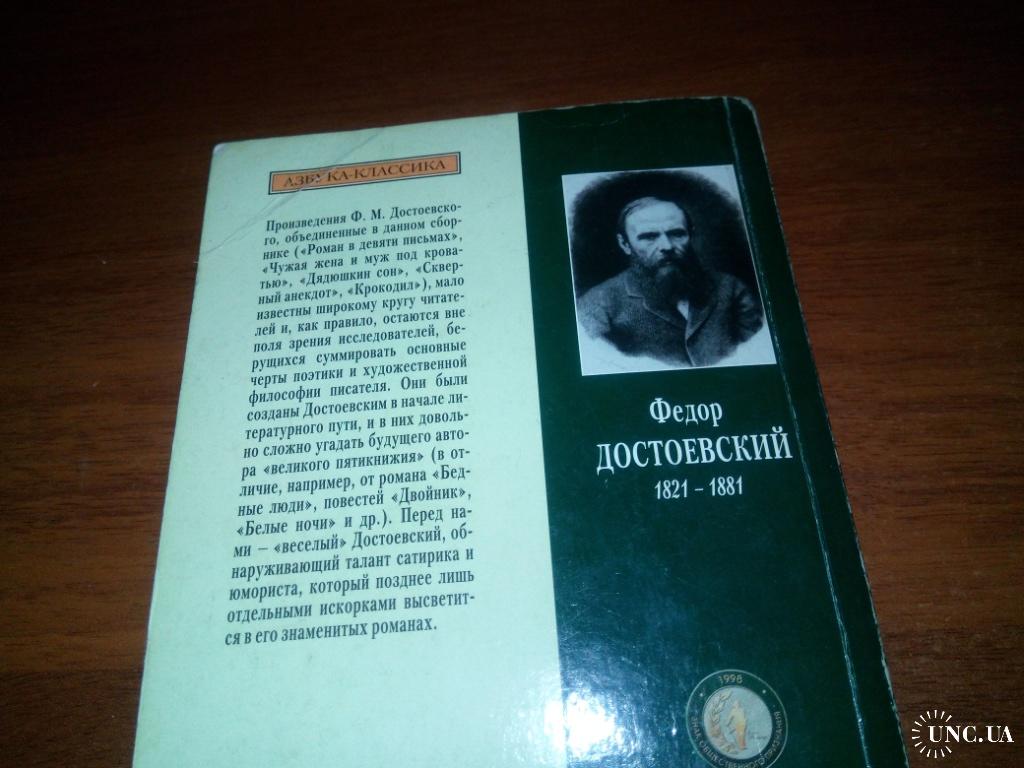 АЗБУКА-КЛАССИКА
Произведения Ф. М. Достоевско-
го, объединенные в данном сбор-
нике («Роман в девяти письмах»,
«Чужая жена и муж под крова-
тью», «Дядюшкин сон», «Сквер-
ный анекдот», «Крокодил»), мало
известны широкому кругу читате-
лей и, как правило, остаются вне
поля зрения исследователей, бе-
рущихся суммировать основные
черты поэтики и художественной
философии писателя. Они были
созданы Достоевским в начале ли-
тературного пути, и в них доволь-
но сложно угадать будущего авто-
ра «великого пятикнижия» (в от-
личие, например, от романа «Бед-
ные люди», повестей «Двойник»,
«Белые ночи» и др.). Перед на-
ми – «веселый» Достоевский, об-
наруживающий талант сатирика и
юмориста, который позднее лишь
отдельными искорками высветит-
ся в его знаменитых романах.
Федор
ДОСТОЕВСКИЙ
1821 – 1881
1998
ЗНАК ОБЩЕСТВЕННОГО ПРИЗНАНИЯ
UNC.UA